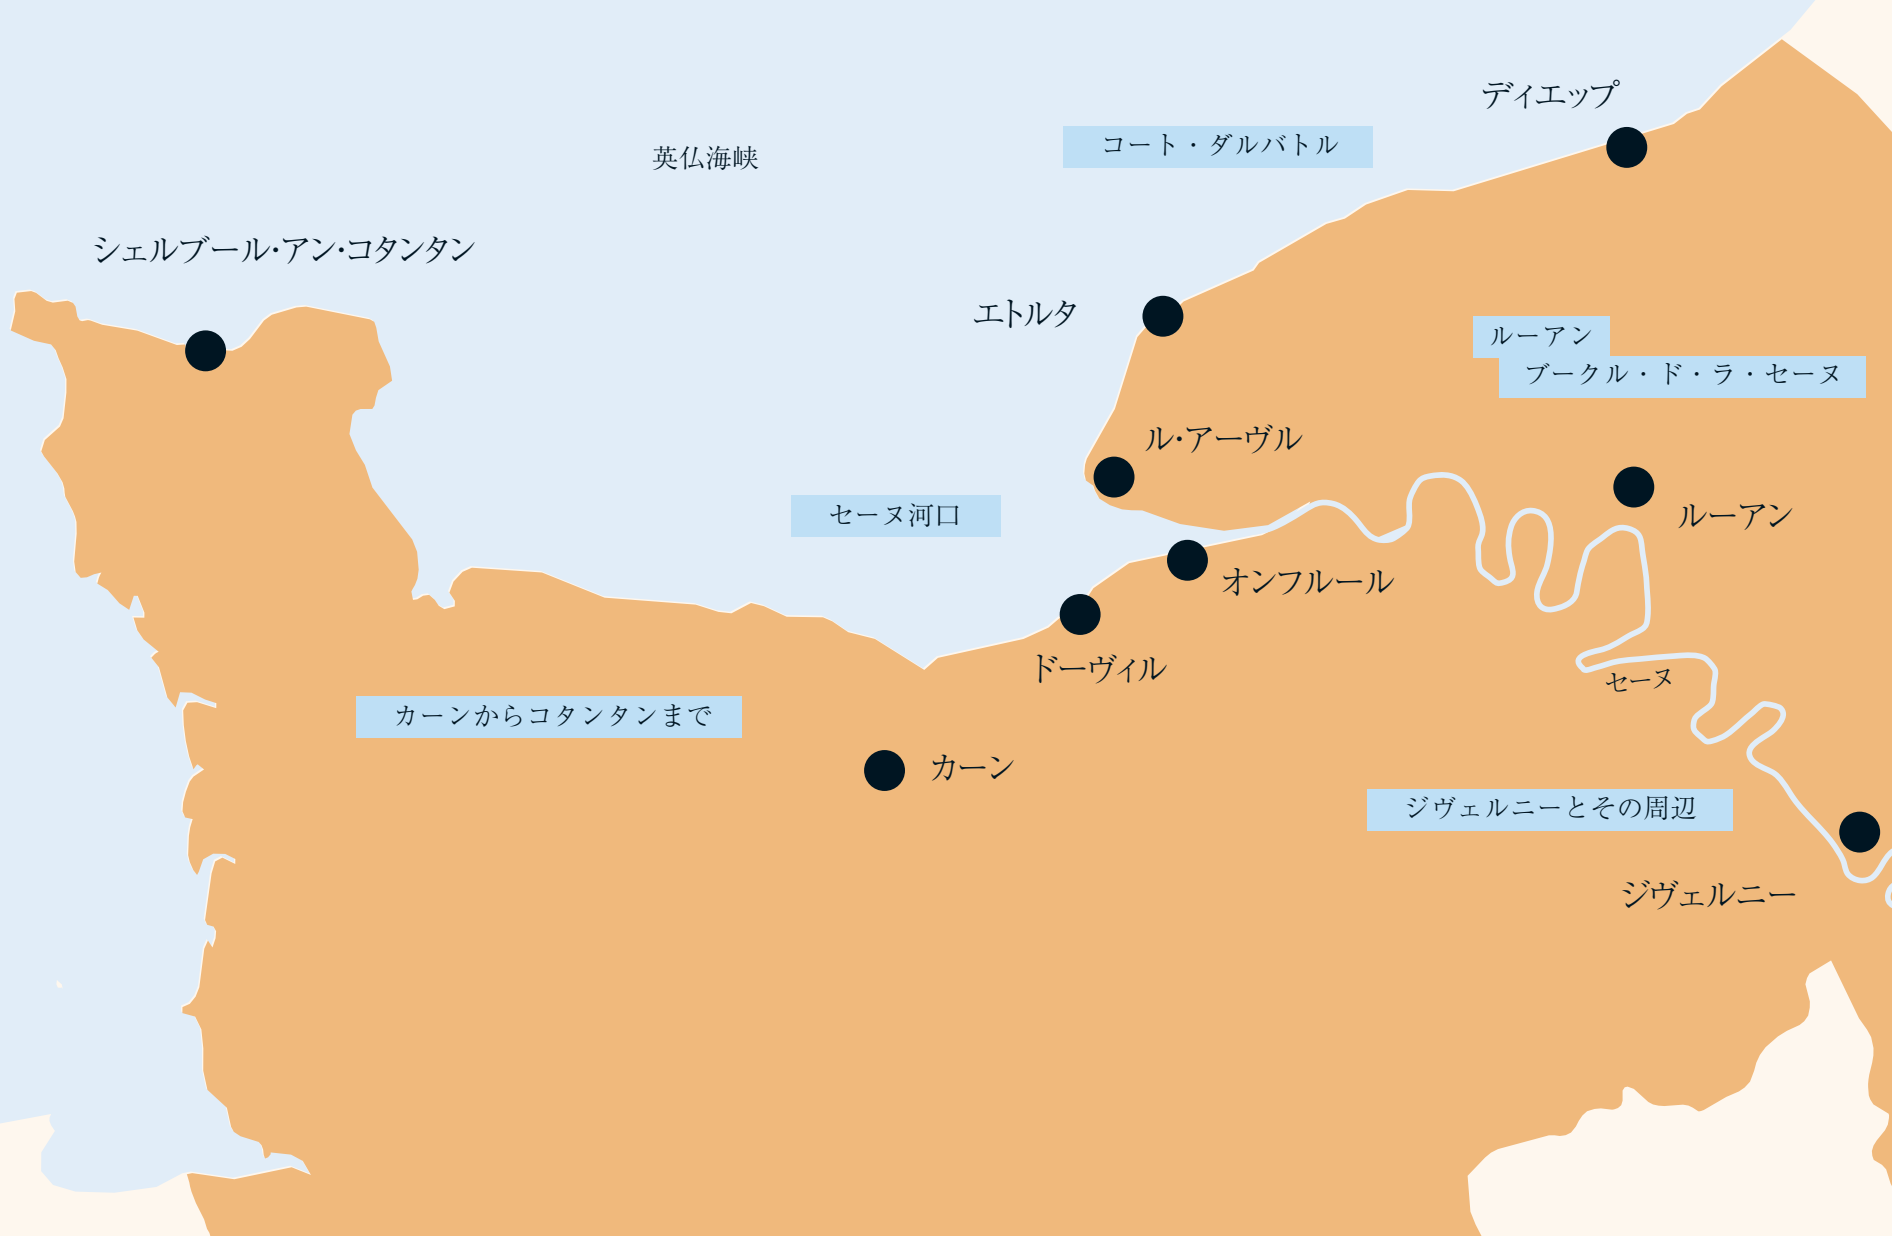 ディエップ
コート・ダルバトル
英仏海峡
シェルブール・アン・コタンタン
エトルタ
ルーアン
ブークル・ド・ラ・セーヌ
ル・アーヴル
セーヌ河口
ルーアン
オンフルール
ドーヴィル
セーヌ
カーンからコタンタンまで
カーン
ジヴェルニーとその周辺
ジヴェルニー